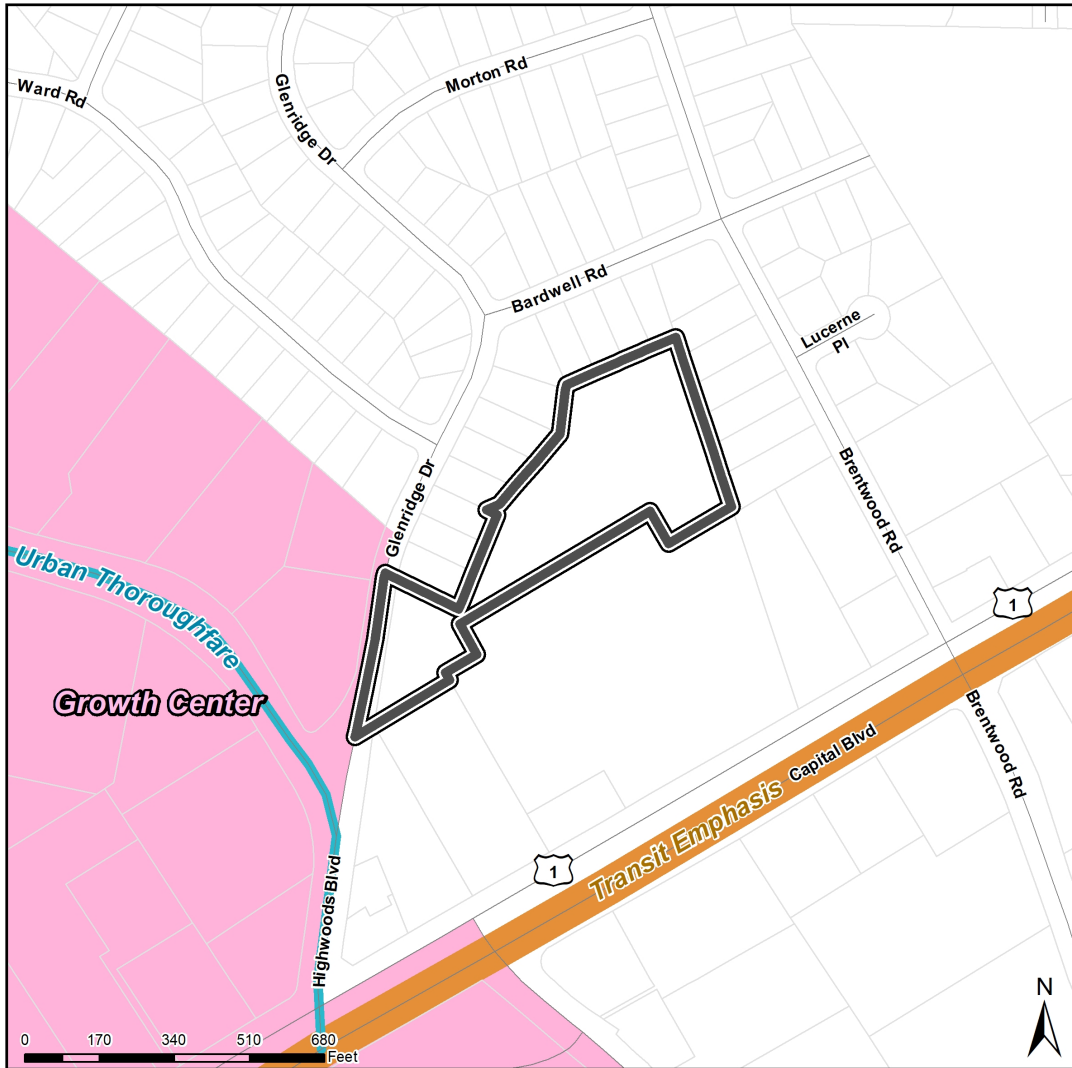 Ward Rd
Glenridge Dr
Morton Rd
Bardwell Rd
Lucerne
Pl
Glenridge Dr
Brentwood Rd
Urban Thoroughfare
1
Growth Center
Brentwood Rd
Capital Blvd
Transit Emphasis
1
Highwoods Blvd
N
0 170 340 510 680
Feet